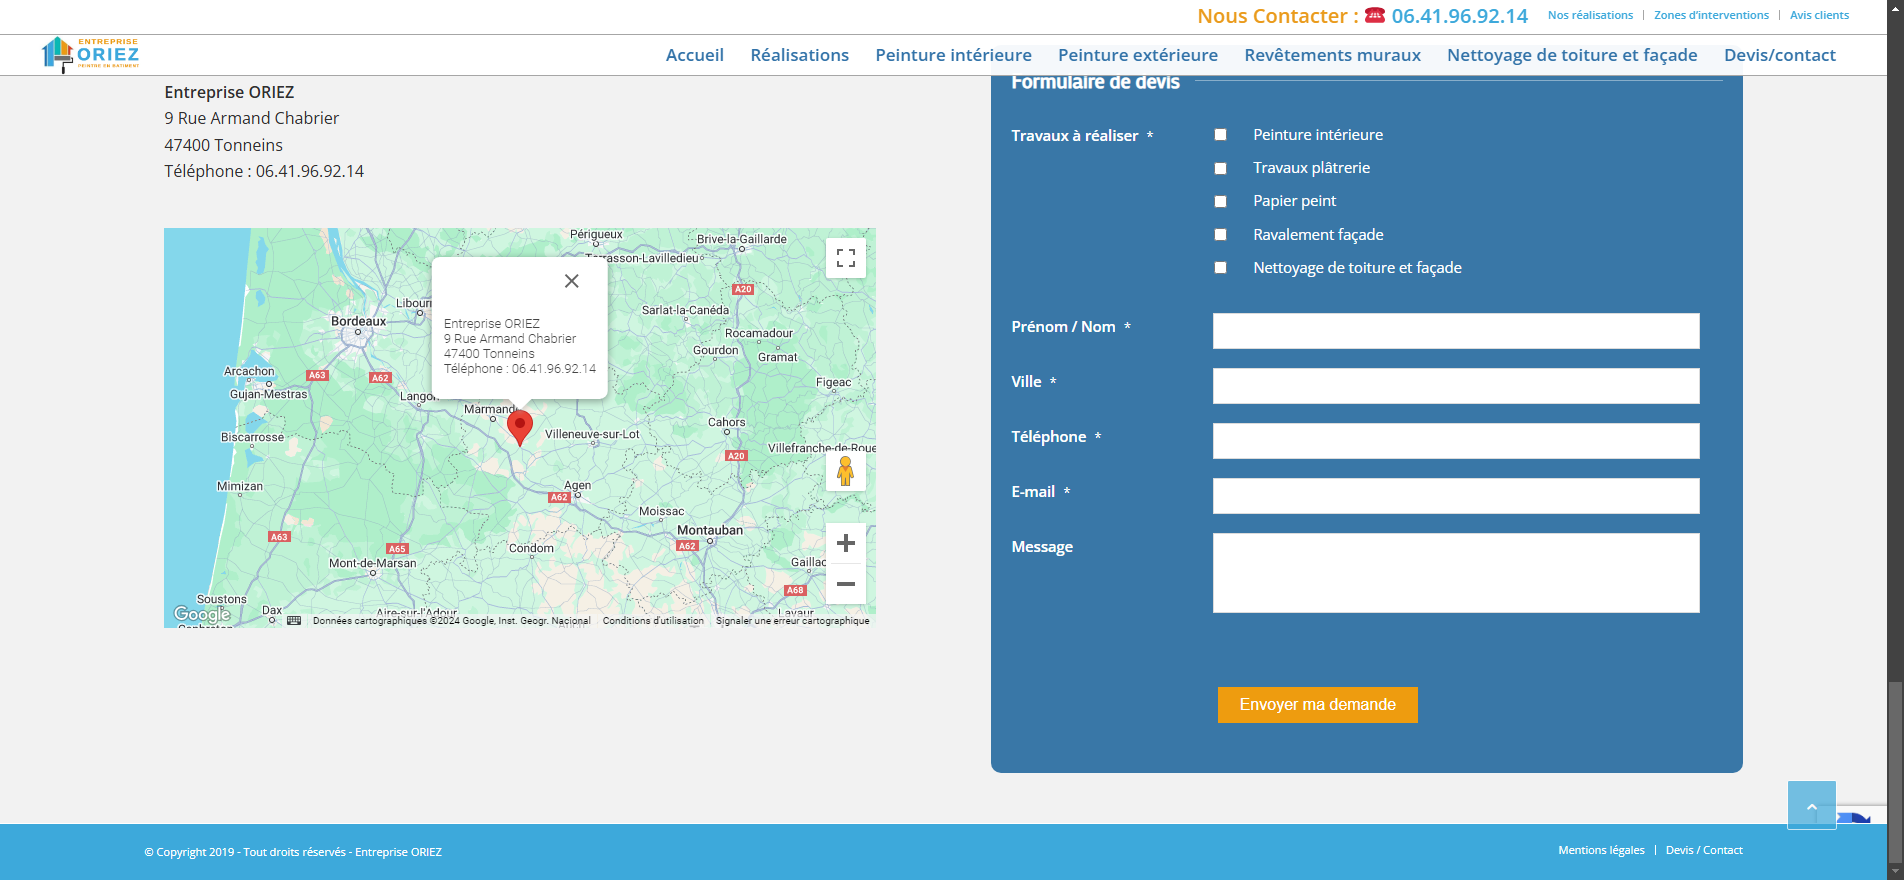 Nous Contacter : ☎ 06.41.96.92.14
Nos réalisations
Zones d'interventions
Avis clients
ENTREPRISE
ORIEZ
PEINTRE EN BATIMENT
Accueil
Réalisations
Peinture intérieure
Peinture extérieure
Revêtements muraux
Nettoyage de toiture et façade
Devis/contact
Entreprise ORIEZ
9 Rue Armand Chabrier
47400 Tonneins
Téléphone : 06.41.96.92.14
Périgueux
Brive-la-Gaillarde
Terrasson-Lavilledieu
A20
Libourn
Sarlat-la-Canéda
Bordeaux
Rocamadour
Gourdon
Gramat
Entreprise ORIEZ
9 Rue Armand Chabrier
47400 Tonneins
Téléphone : 06.41.96.92.14
Arcachon
A63
A62
Gujan-Mestras
Figeac
Langon
Marmande
Cahors
Biscarrosse
Villeneuve-sur-Lot
Villefranche-de-Roue
A20
Mimizan
Agen
A62
Moissac
Montauban
A63
A65
Condom
A62
Mont-de-Marsan
Gaillac
A68
Soustons
Dax
Aire-sur-l'Adour
Lavaur
Google
Capbreton
Auch
Données cartographiques ©2024 Google, Inst. Geogr. Nacional
Conditions d'utilisation
Signaler une erreur cartographique
Formulaire de devis
Travaux à réaliser *
Peinture intérieure
Travaux plâtrerie
Papier peint
Ravalement façade
Nettoyage de toiture et façade
Prénom / Nom *
Ville *
Téléphone *
E-mail *
Message
Envoyer ma demande
© Copyright 2019 - Tout droits réservés - Entreprise ORIEZ
Mentions légales
Devis / Contact